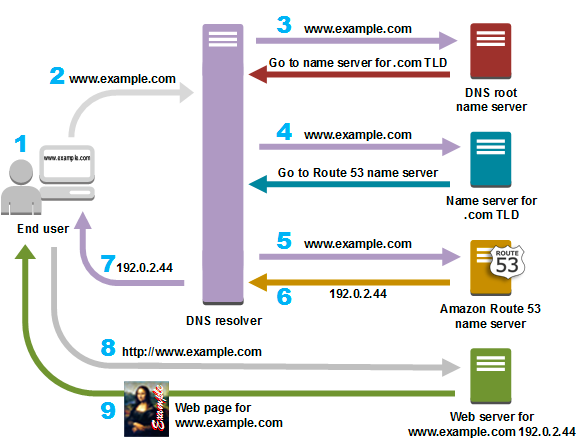 3 www.example.com
Go to name server for .com TLD
DNS root
name server
2 www.example.com
1
www.example.com
End user
4 www.example.com
Go to Route 53 name server
Name server for
.com TLD
5 www.example.com
ROUTE
53
6 192.0.2.44
Amazon Route 53
name server
7 192.0.2.44
DNS resolver
8 http://www.example.com
9
Example
Web page for
www.example.com
Web server for
www.example.com 192.0.2.44